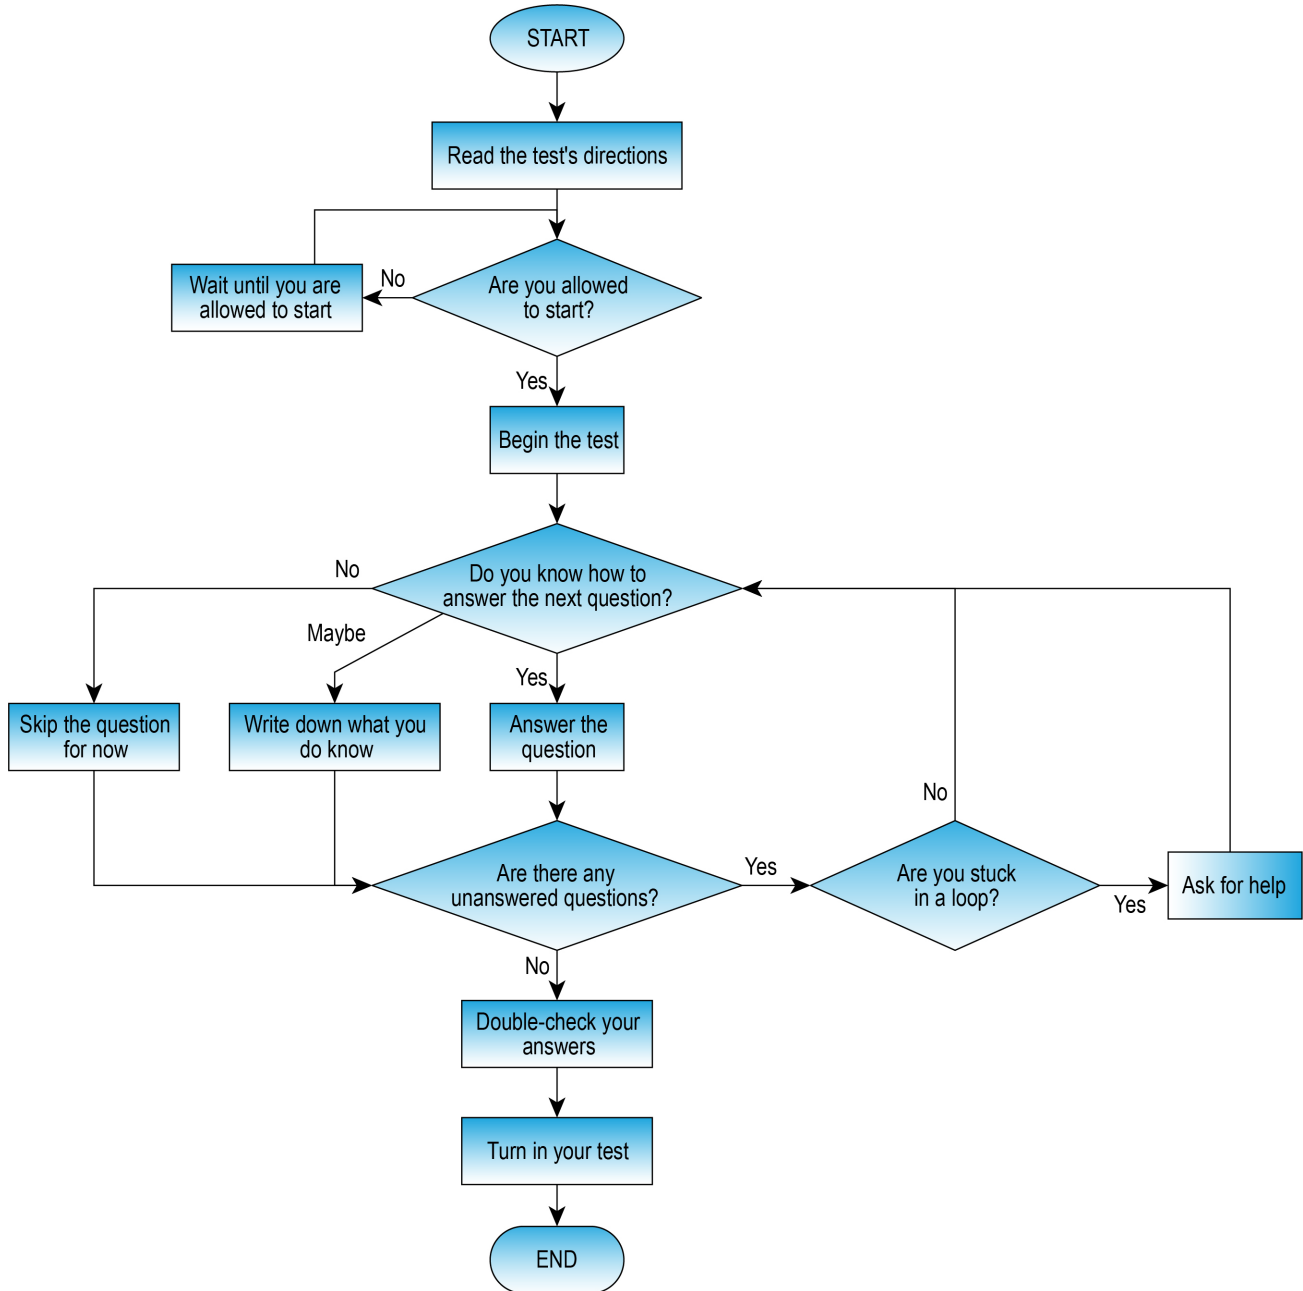 START
Read the test's directions
Wait until you are
allowed to start
No
Are you allowed
to start?
Yes
Begin the test
No
Do you know how to
answer the next question?
Maybe
Yes
Skip the question
for now
Write down what you
do know
Answer the
question
No
Are there any
unanswered questions?
Yes
Are you stuck
in a loop?
Yes
Ask for help
No
Double-check your
answers
Turn in your test
END